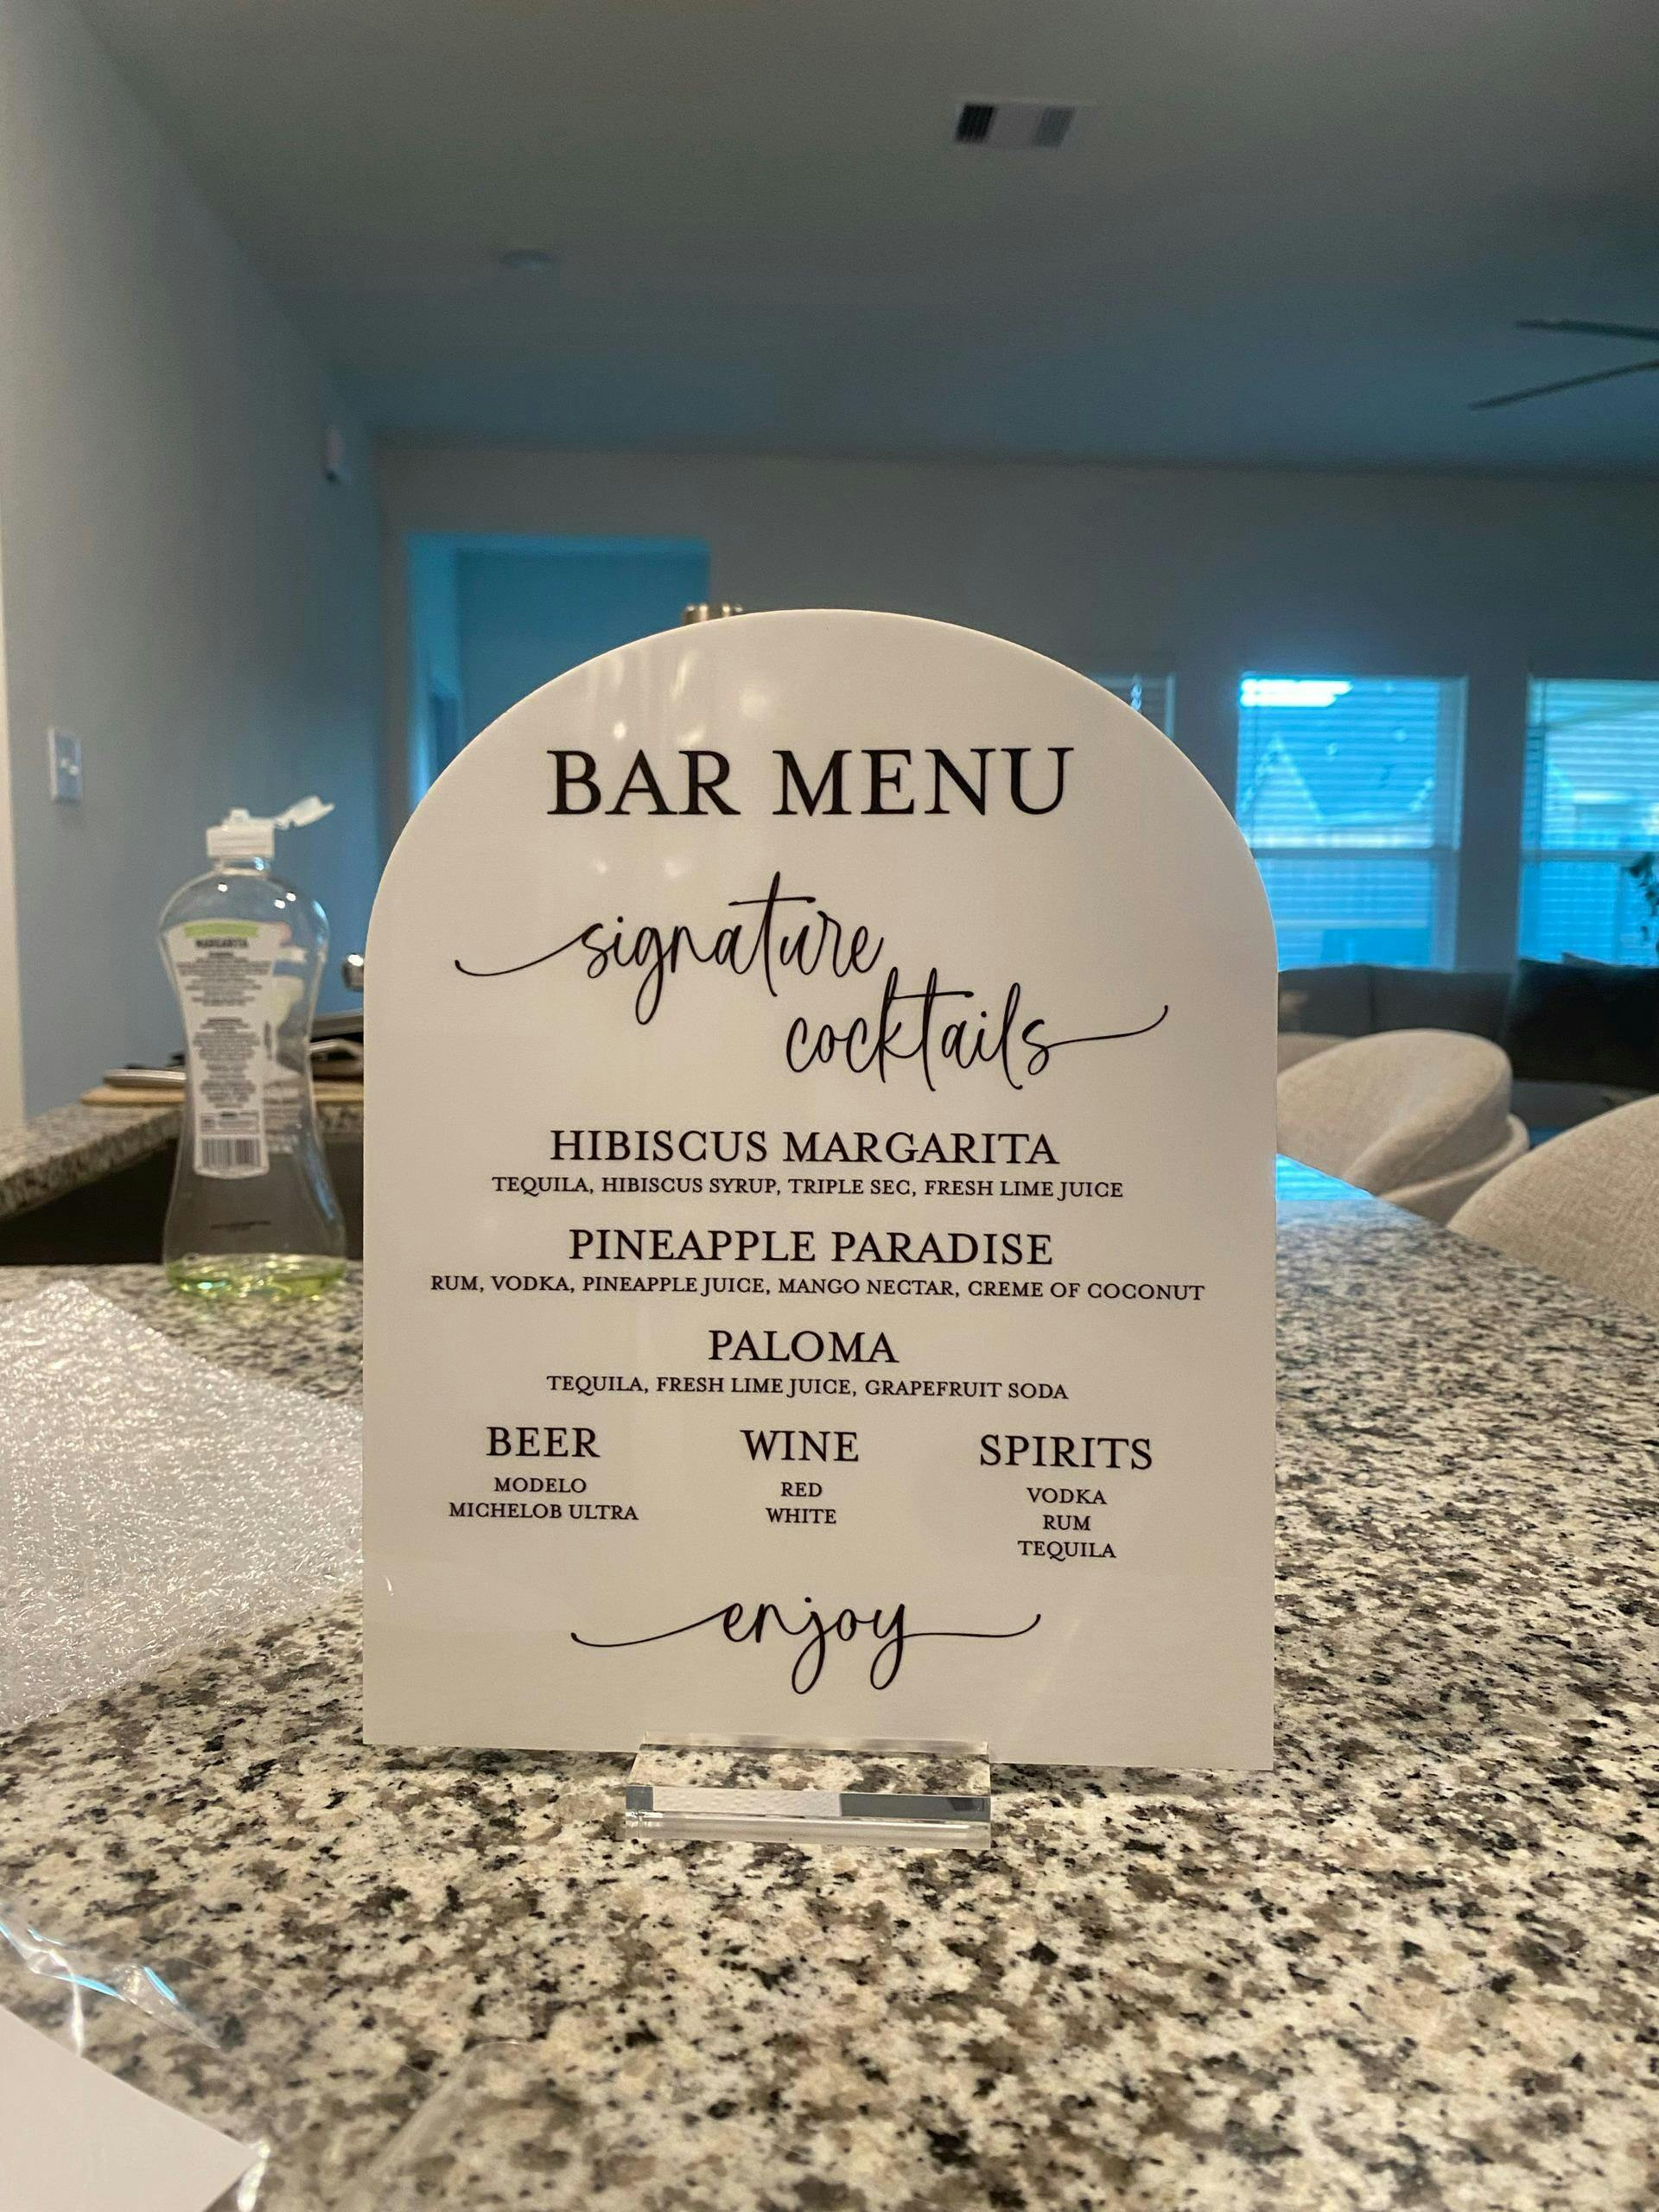 BAR MENU
signature
cocktails
HIBISCUS MARGARITA
TEQUILA, HIBISCUS SYRUP, TRIPLE SEC, FRESH LIME JUICE
PINEAPPLE PARADISE
RUM, VODKA, PINEAPPLE JUICE, MANGO NECTAR, CREME OF COCONUT
PALOMA
TEQUILA, FRESH LIME JUICE, GRAPEFRUIT SODA
BEER
MODELO
MICHELOB ULTRA
WINE
RED
WHITE
SPIRITS
VODKA
RUM
TEQUILA
enjoy
MARGARITA